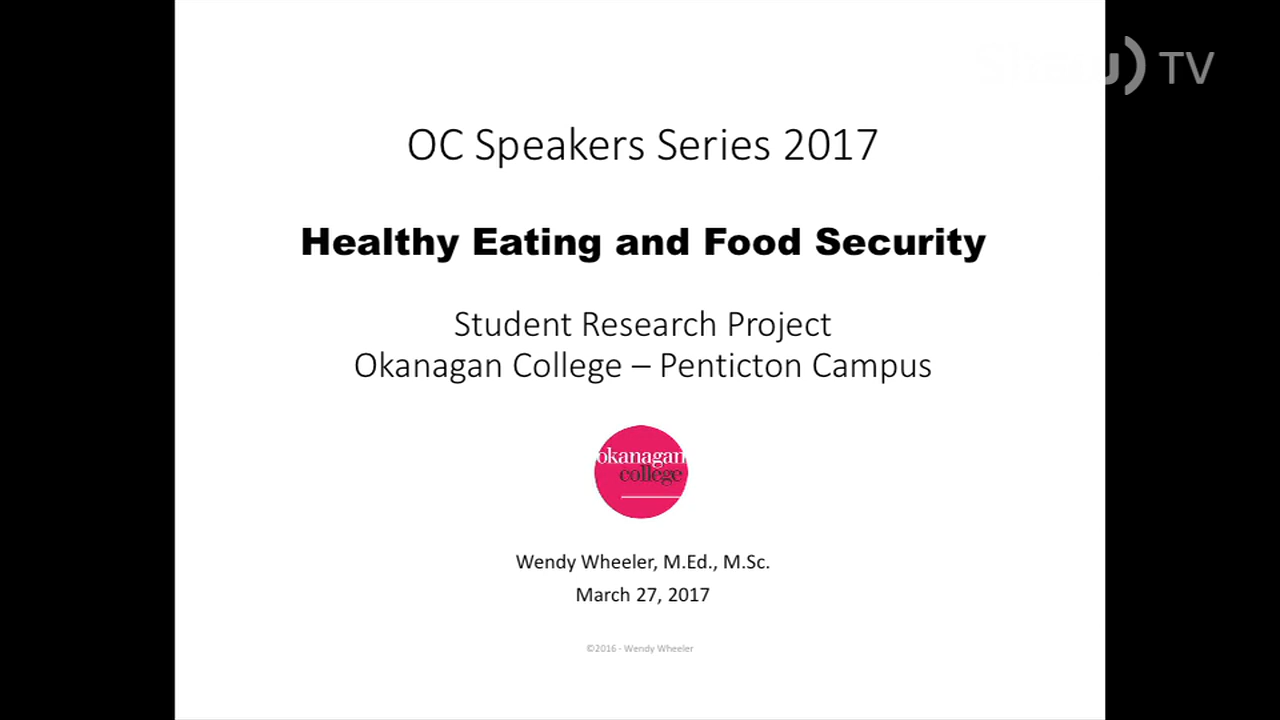 TV
OC Speakers Series 2017
Healthy Eating and Food Security
Student Research Project
Okanagan College – Penticton Campus
okanagan
college
Wendy Wheeler, M.Ed., M.Sc.
March 27, 2017
©2016 - Wendy Wheeler